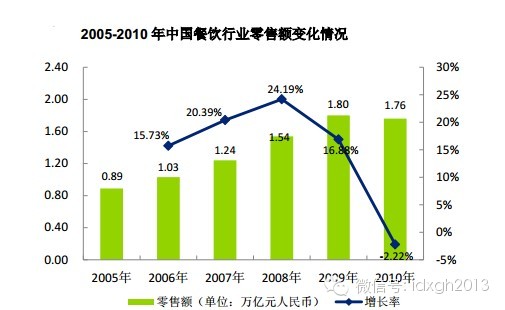 2005-2010 年中国餐饮行业零售额变化情况
2.40
2.00
1.60
1.20
0.80
0.40
0.00
30%
25%
20%
15%
10%
5%
0%
-5%
0.89
1.03
1.24
1.54
1.80
1.76
15.73%
20.39%
24.19%
16.88%
-2.22%
2005年
2006年
2007年
2008年
2009年
2010年
零售额（单位：万亿元人民币）
增长率
微信号: idxgh2013